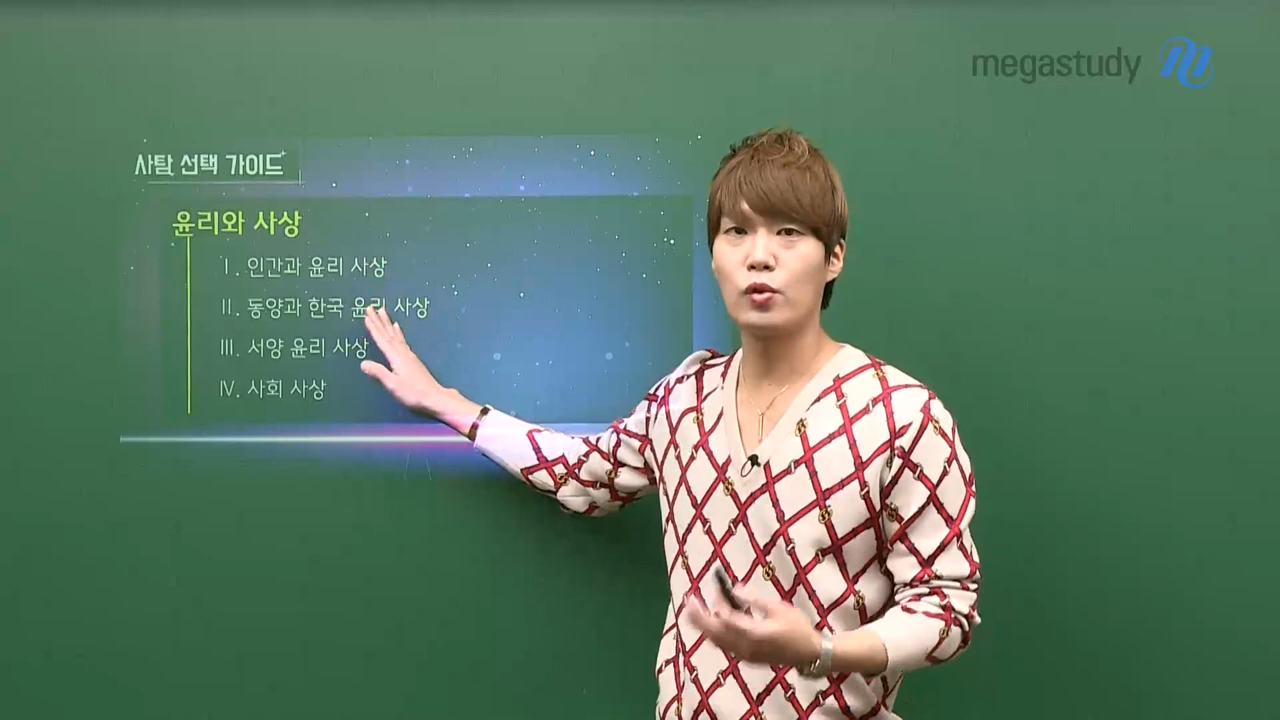 megastudy
사탐 선택 가이드
윤리와 사상
Ⅰ. 인간과 윤리 사상
Ⅱ. 동양과 한국 윤리 사상
Ⅲ. 서양 윤리 사상
Ⅳ. 사회 사상